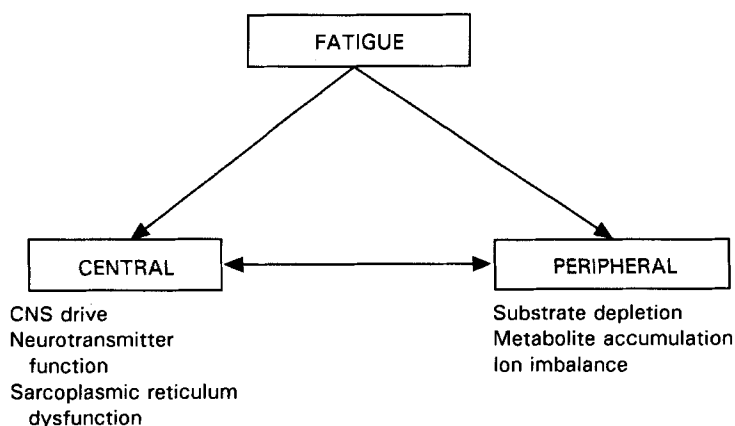 FATIGUE
CENTRAL
CNS drive
Neurotransmitter
function
Sarcoplasmic reticulum
dysfunction
PERIPHERAL
Substrate depletion
Metabolite accumulation
Ion imbalance